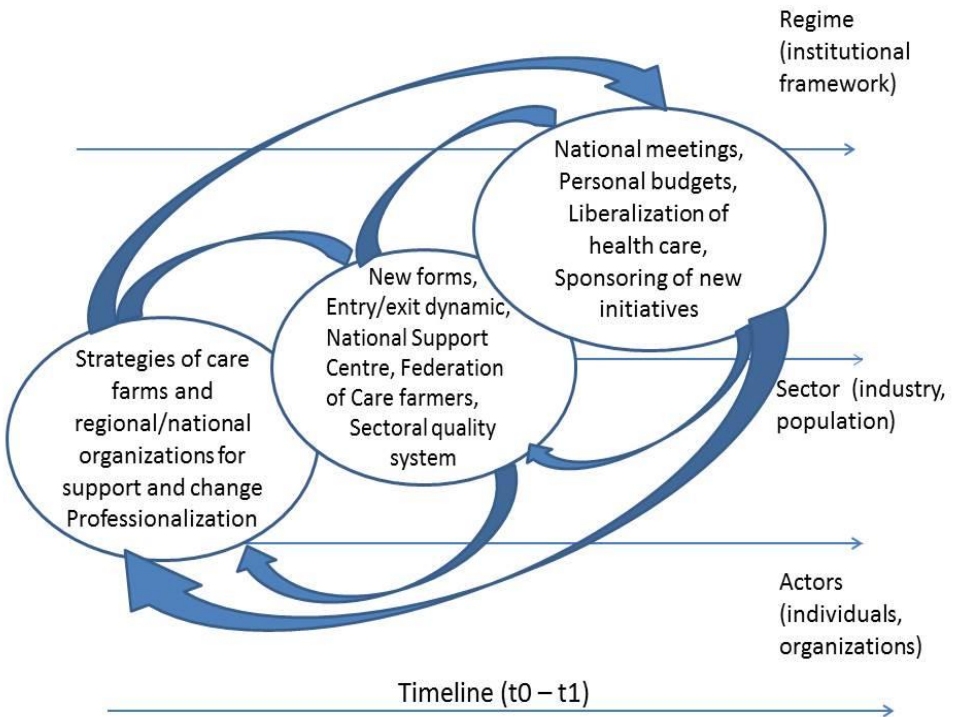 Regime
(institutional
framework)
National meetings,
Personal budgets,
Liberalization of
health care,
Sponsoring of new
initiatives
New forms,
Entry/exit dynamic,
National Support
Centre, Federation
of Care farmers,
Sectoral quality
system
Strategies of care
farms and
regional/national
organizations for
support and change
Professionalization
Sector (industry,
population)
Actors
(individuals,
organizations)
Timeline (t0 – t1)